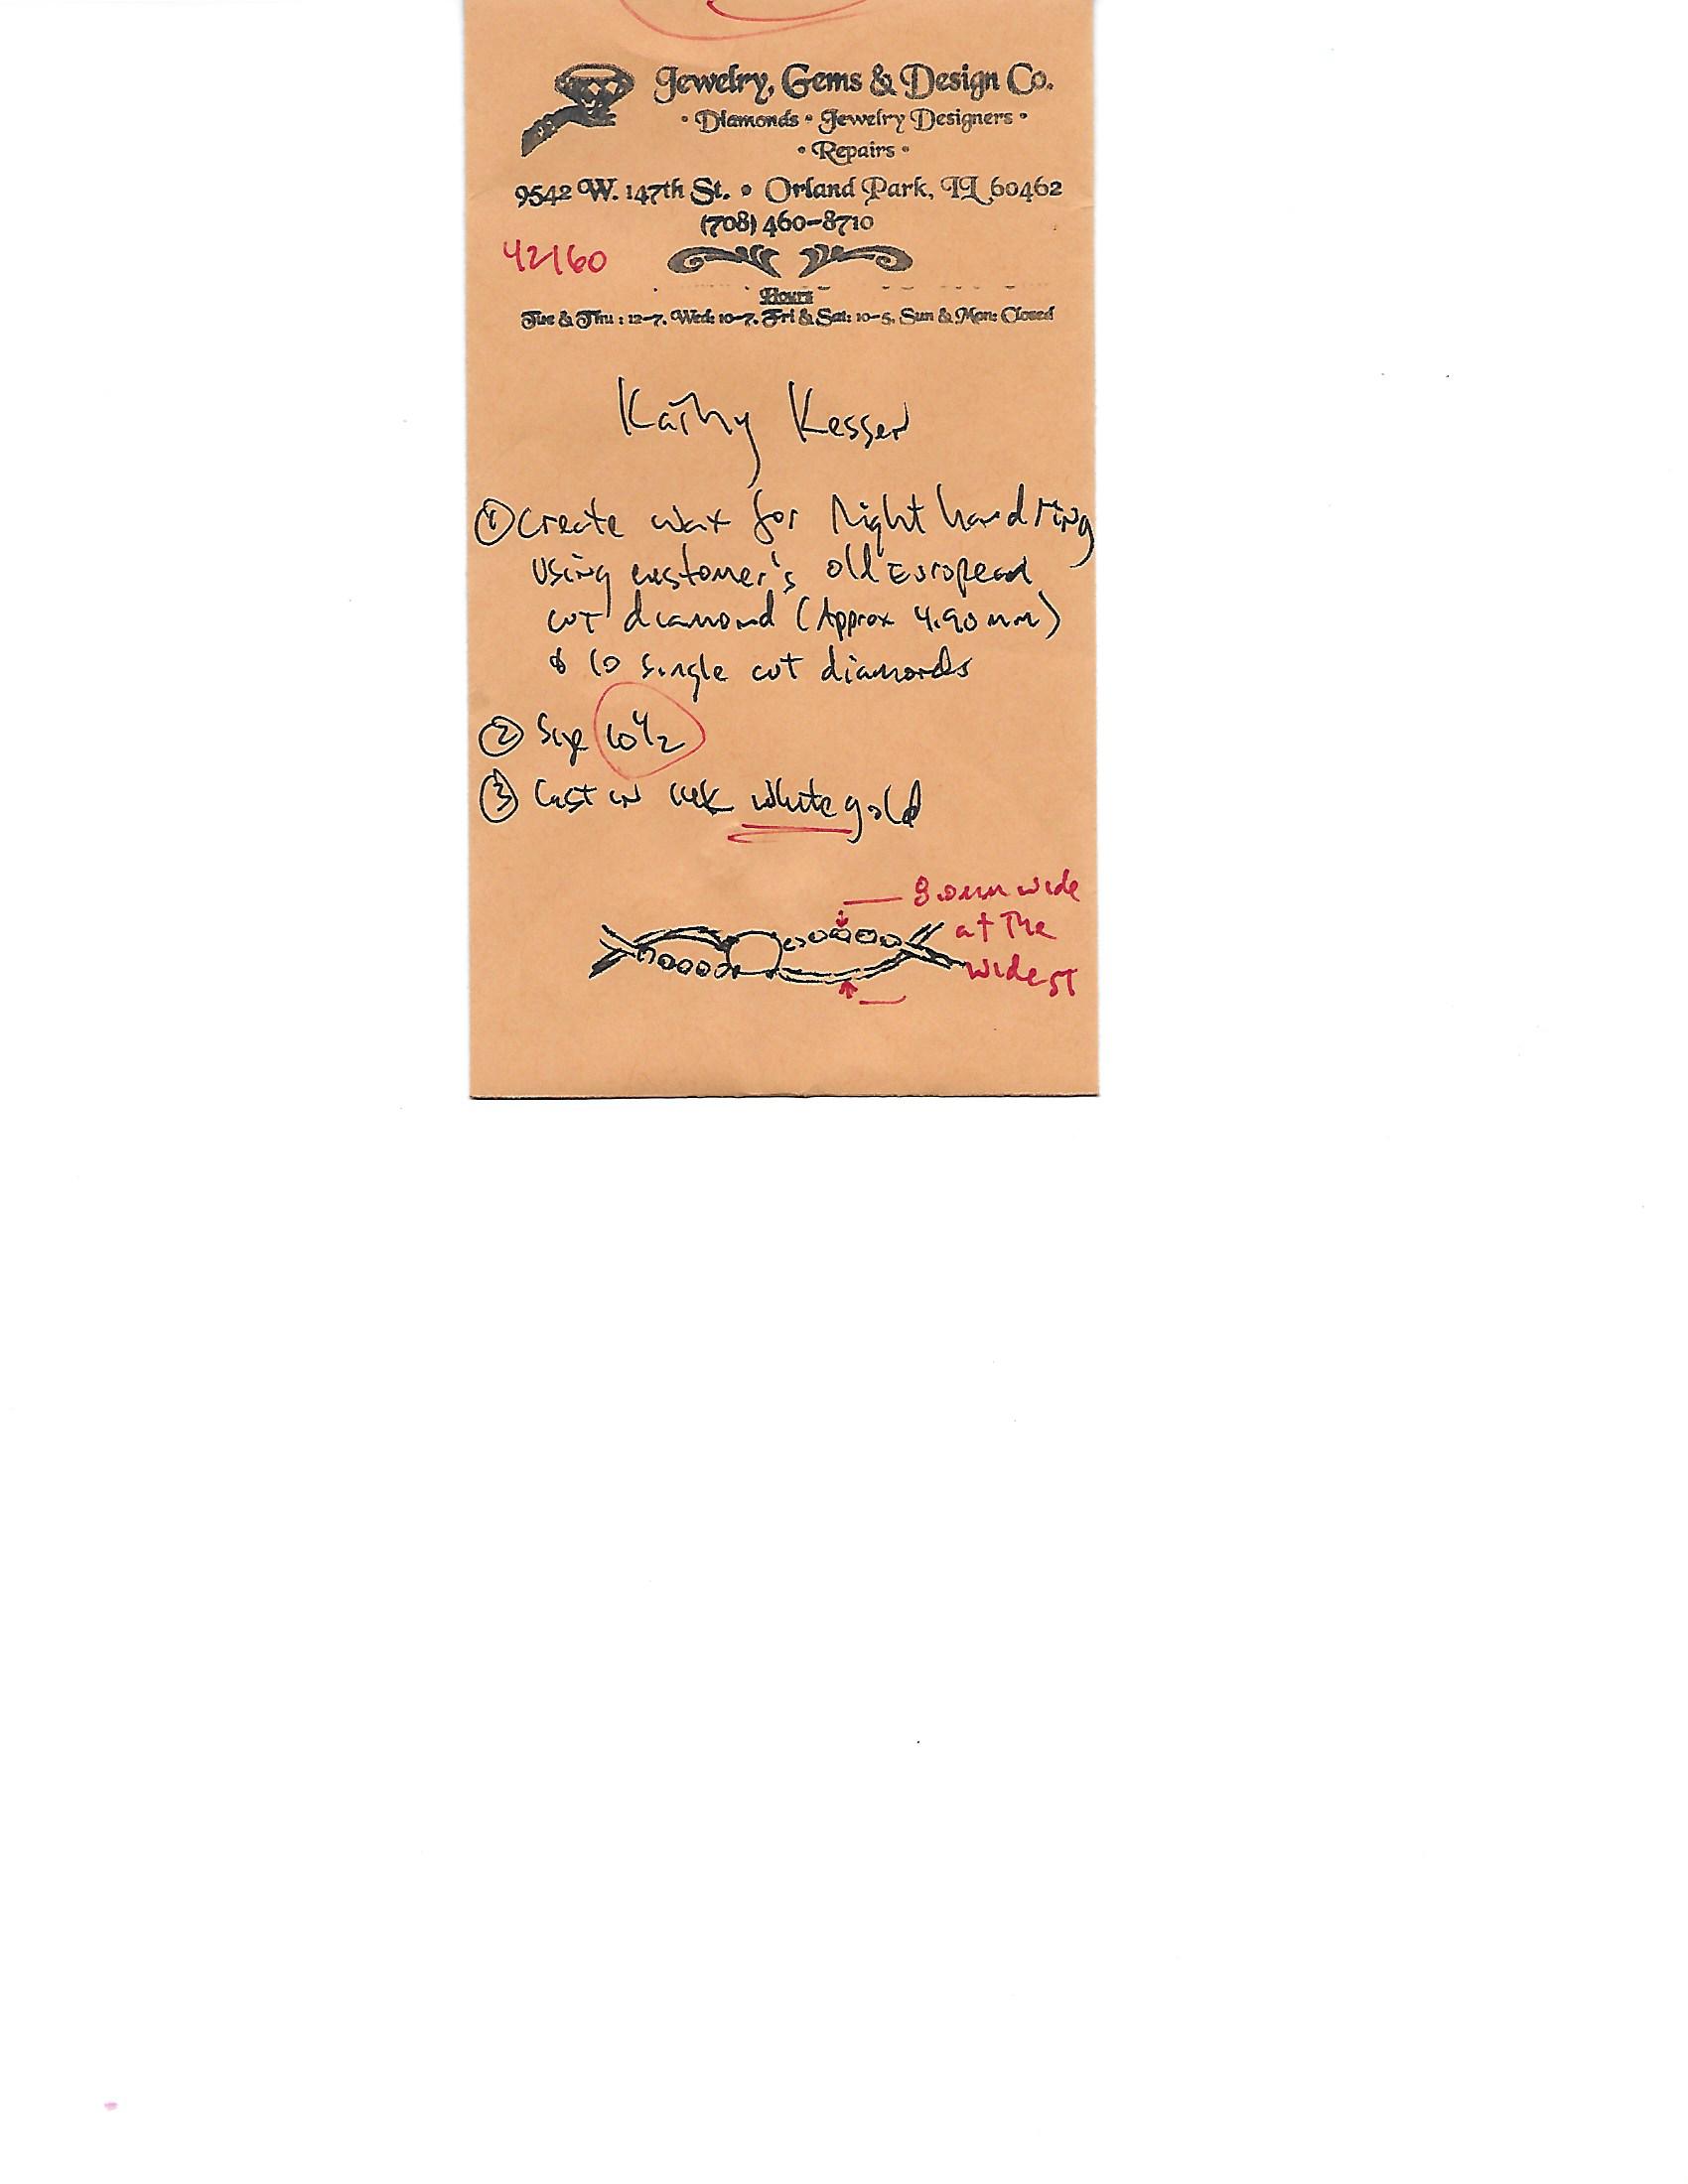 Jewelry, Gems & Design Co.
• Diamonds • Jewelry Designers •
• Repairs •
9542 W. 147th St. • Orland Park, IL 60462
(708) 460-8710
42160
Hours
Tue & Thu : 12-7, Wed: 10-7, Fri & Sat: 10-5, Sun & Mon: Closed
Kathy Kesser
① Create wax for Right hand ring
using customer's old European
cut diamond (Approx 4.90 mm)
& 10 single cut diamonds
② Size 10 1/2
③ Cast in 14K white gold
8.0mm wide
at The
widest